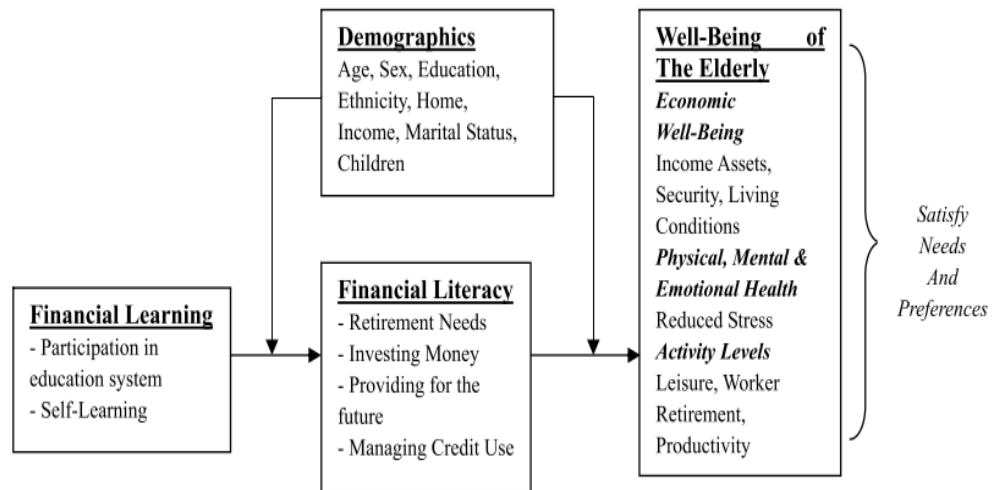 Demographics
Age, Sex, Education,
Ethnicity, Home,
Income, Marital Status,
Children
Well-Being of
The Elderly
Economic
Well-Being
Income Assets,
Security, Living
Conditions
Physical, Mental &
Emotional Health
Reduced Stress
Activity Levels
Leisure, Worker
Retirement,
Productivity
Satisfy
Needs
And
Preferences
Financial Learning
- Participation in
education system
- Self-Learning
Financial Literacy
- Retirement Needs
- Investing Money
- Providing for the
future
- Managing Credit Use